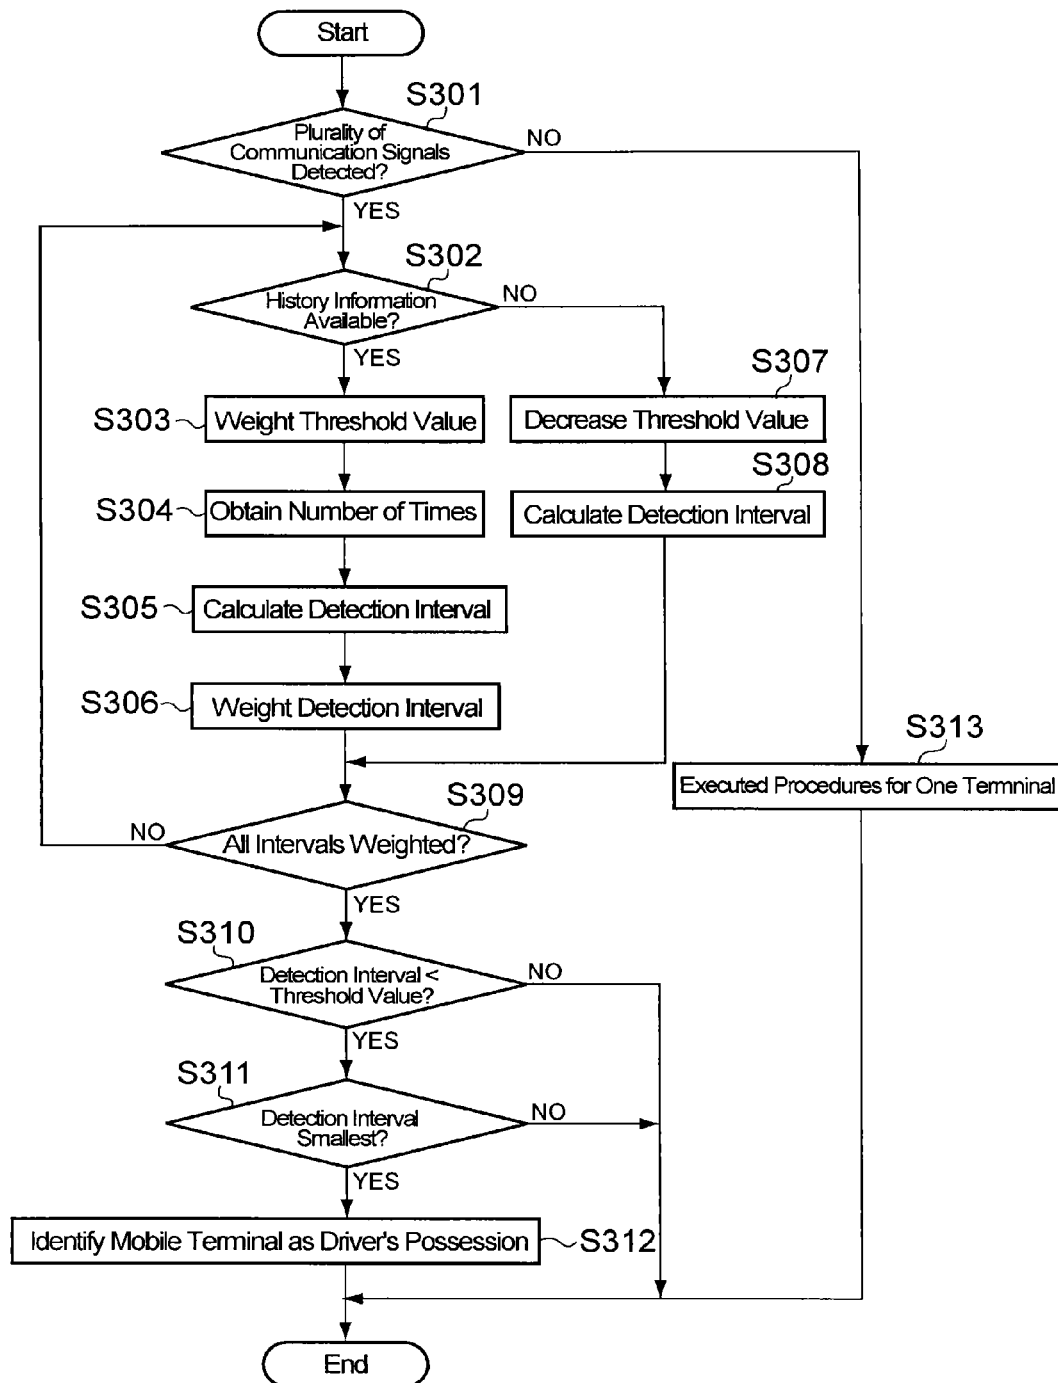 Start
S301
Plurality of
Communication Signals
Detected?
NO
YES
S302
History Information
Available?
NO
YES
S307
S303
Weight Threshold Value
Decrease Threshold Value
S308
S304
Obtain Number of Times
Calculate Detection Interval
S305
Calculate Detection Interval
S306
Weight Detection Interval
S313
Executed Procedures for One Termninal
S309
NO
All Intervals Weighted?
YES
S310
Detection Interval <
Threshold Value?
NO
YES
S311
Detection Interval
Smallest?
NO
YES
Identify Mobile Terminal as Driver's Possession
S312
End